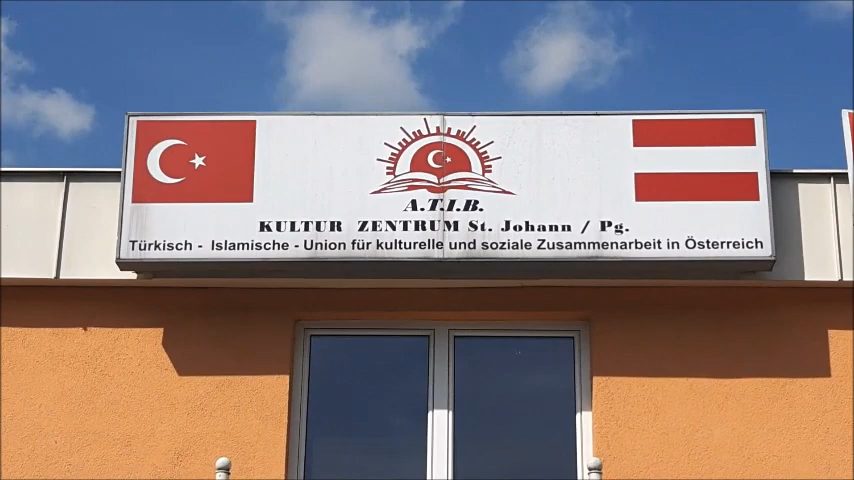 A.T.I.B.
KULTUR ZENTRUM St. Johann / Pg.
Türkisch - Islamische - Union für kulturelle und soziale Zusammenarbeit in Österreich